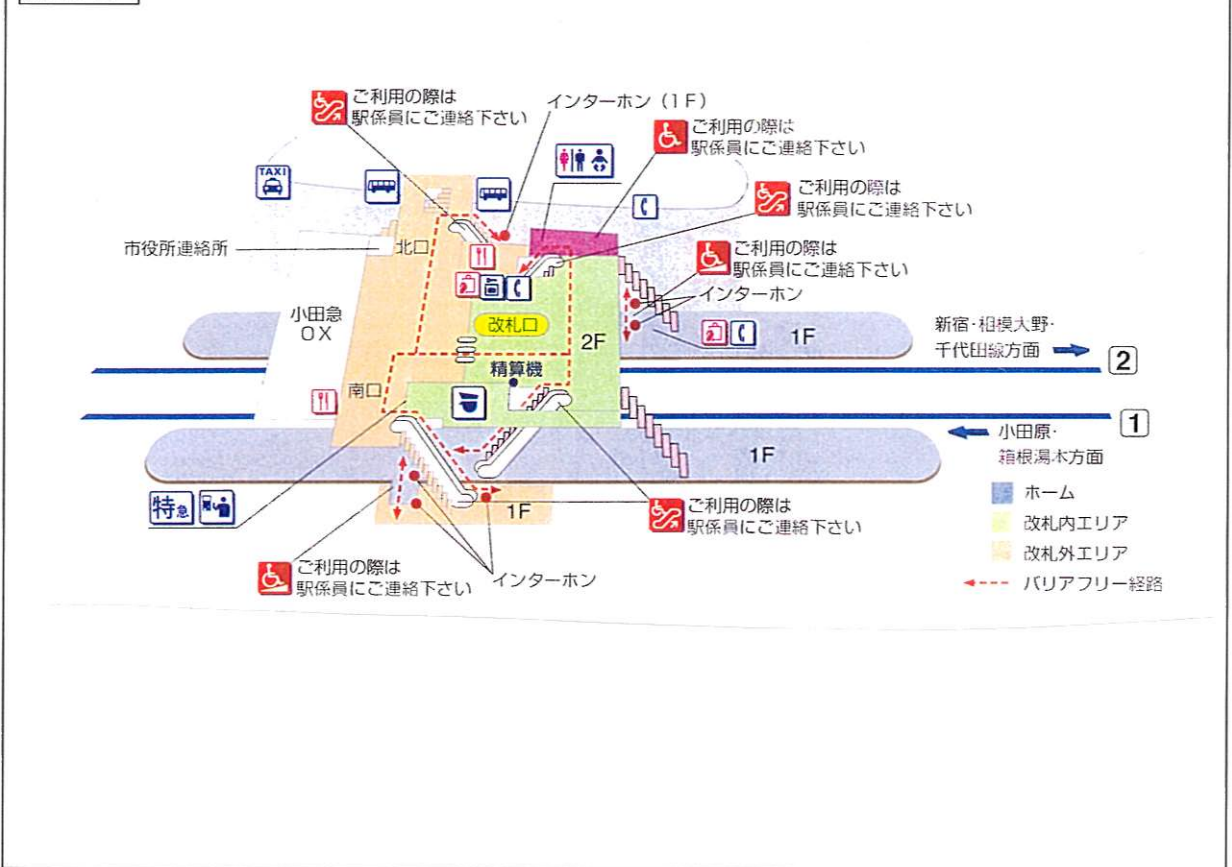 ご利用の際は
駅係員にご連絡下さい
インターホン（1F）
ご利用の際は
駅係員にご連絡下さい
TAXI
ご利用の際は
駅係員にご連絡下さい
市役所連絡所
北口
ご利用の際は
駅係員にご連絡下さい
インターホン
小田急
OX
改札口
2F
1F
新宿・相模大野・
千代田線方面
2
精算機
南口
1
小田原・
箱根湯本方面
1F
ホーム
特急
1F
ご利用の際は
駅係員にご連絡下さい
改札内エリア
改札外エリア
ご利用の際は
駅係員にご連絡下さい
インターホン
バリアフリー経路